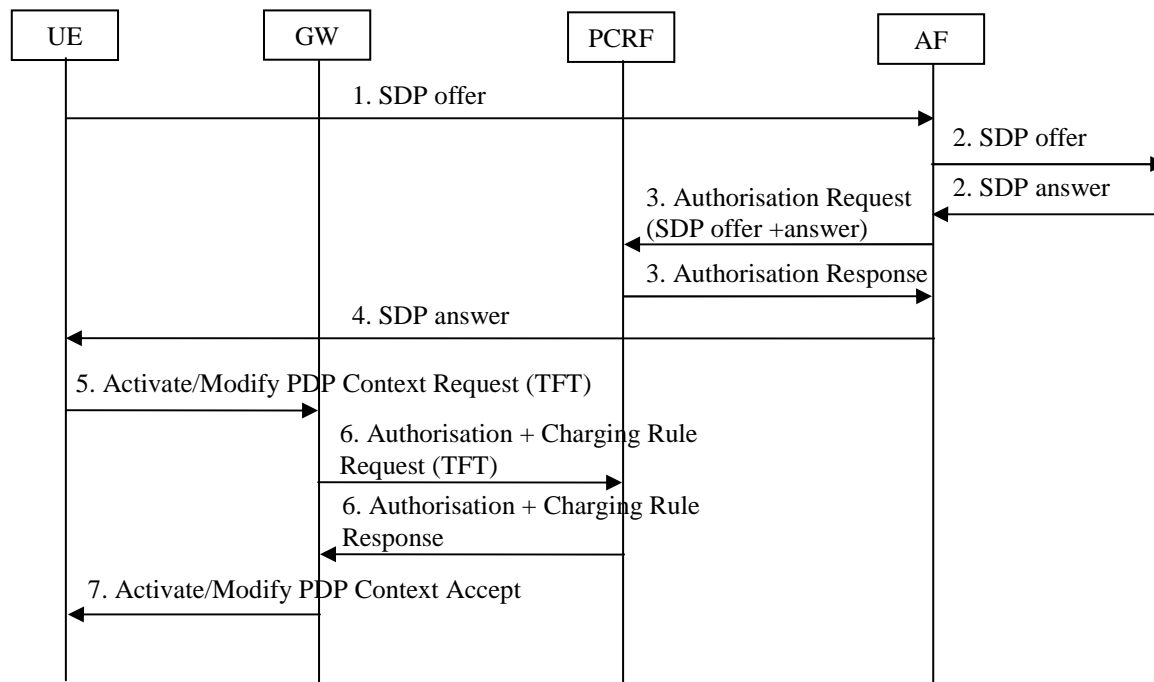 UE
GW
PCRF
AF
1. SDP offer
2. SDP offer
2. SDP answer
3. Authorisation Request
(SDP offer +answer)
3. Authorisation Response
4. SDP answer
5. Activate/Modify PDP Context Request (TFT)
6. Authorisation + Charging Rule
Request (TFT)
6. Authorisation + Charging Rule
Response
7. Activate/Modify PDP Context Accept